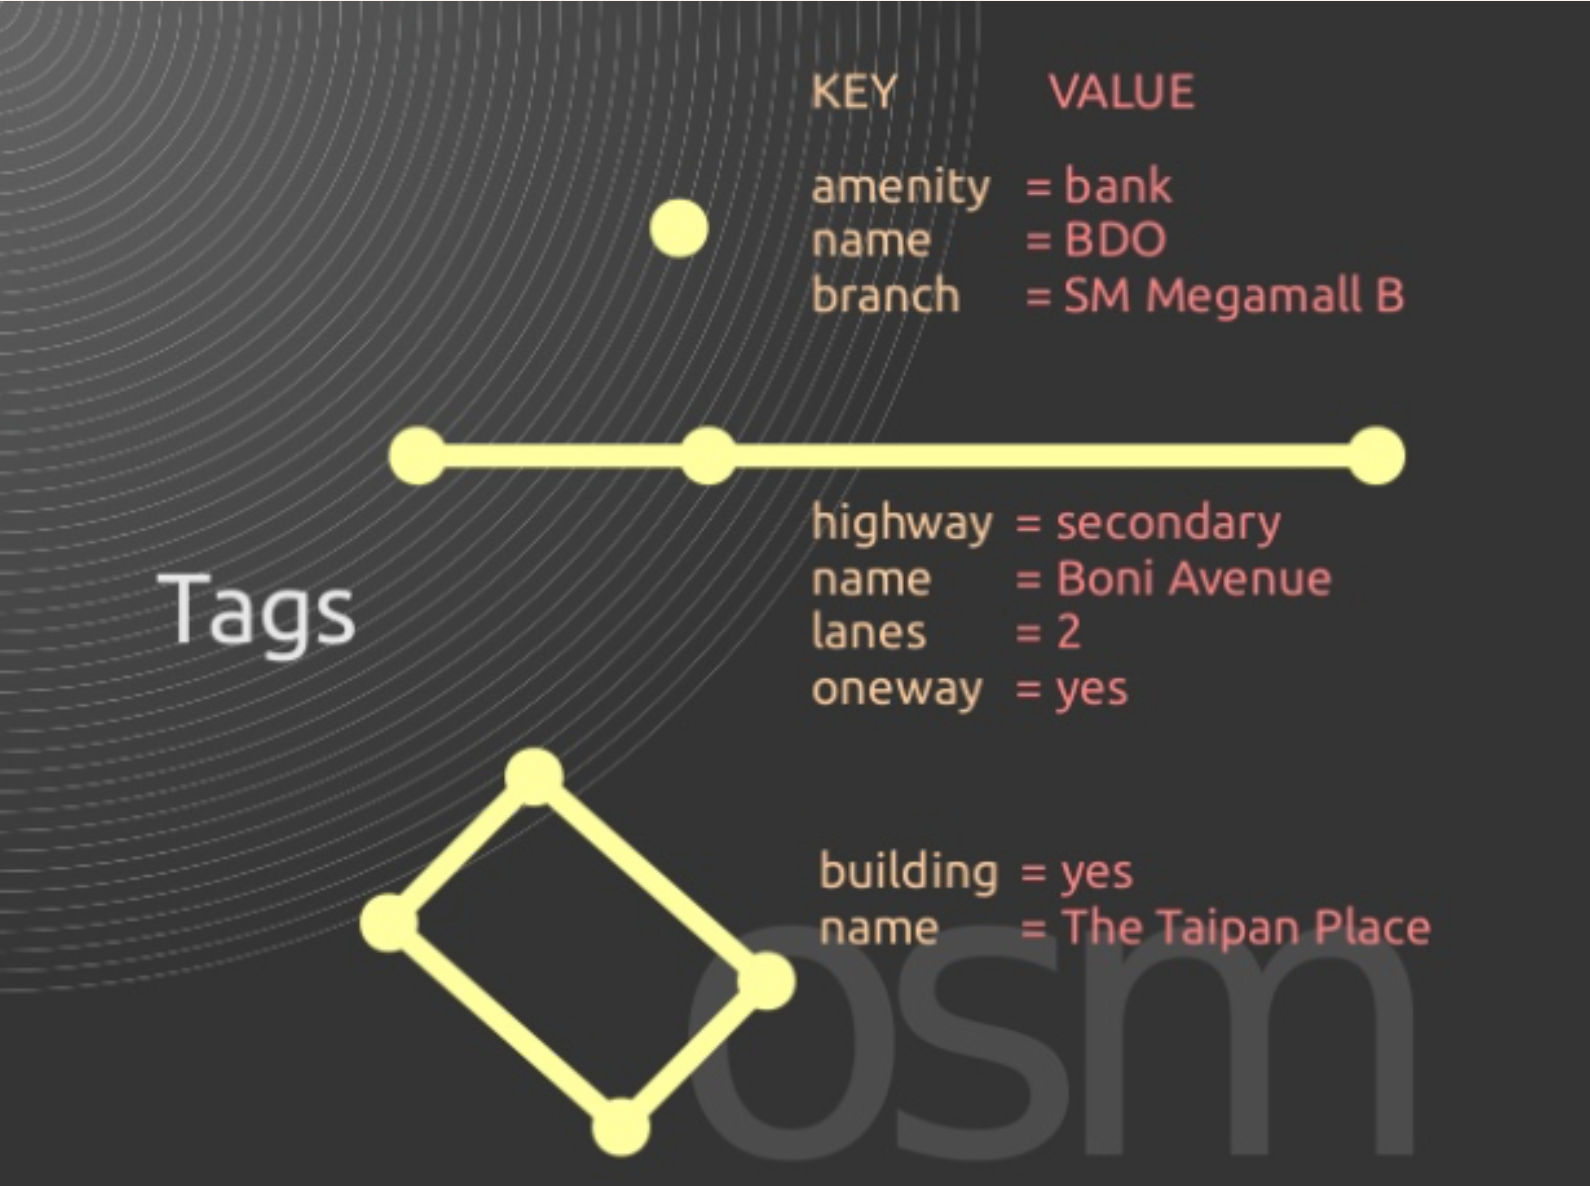 KEY VALUE
amenity = bank
name = BDO
branch = SM Megamall B
highway = secondary
name = Boni Avenue
lanes = 2
oneway = yes
Tags
building = yes
name = The Taipan Place
osm